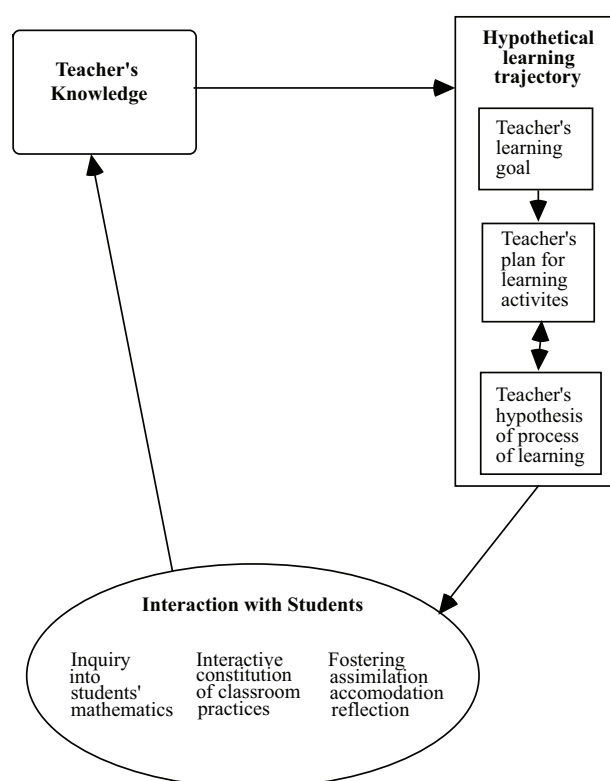 Teacher's
Knowledge
Hypothetical
learning
trajectory
Teacher's
learning
goal
Teacher's
plan for
learning
activites
Teacher's
hypothesis
of process
of learning
Interaction with Students
Inquiry
into
students'
mathematics
Interactive
constitution
of classroom
practices
Fostering
assimilation
accomodation
reflection